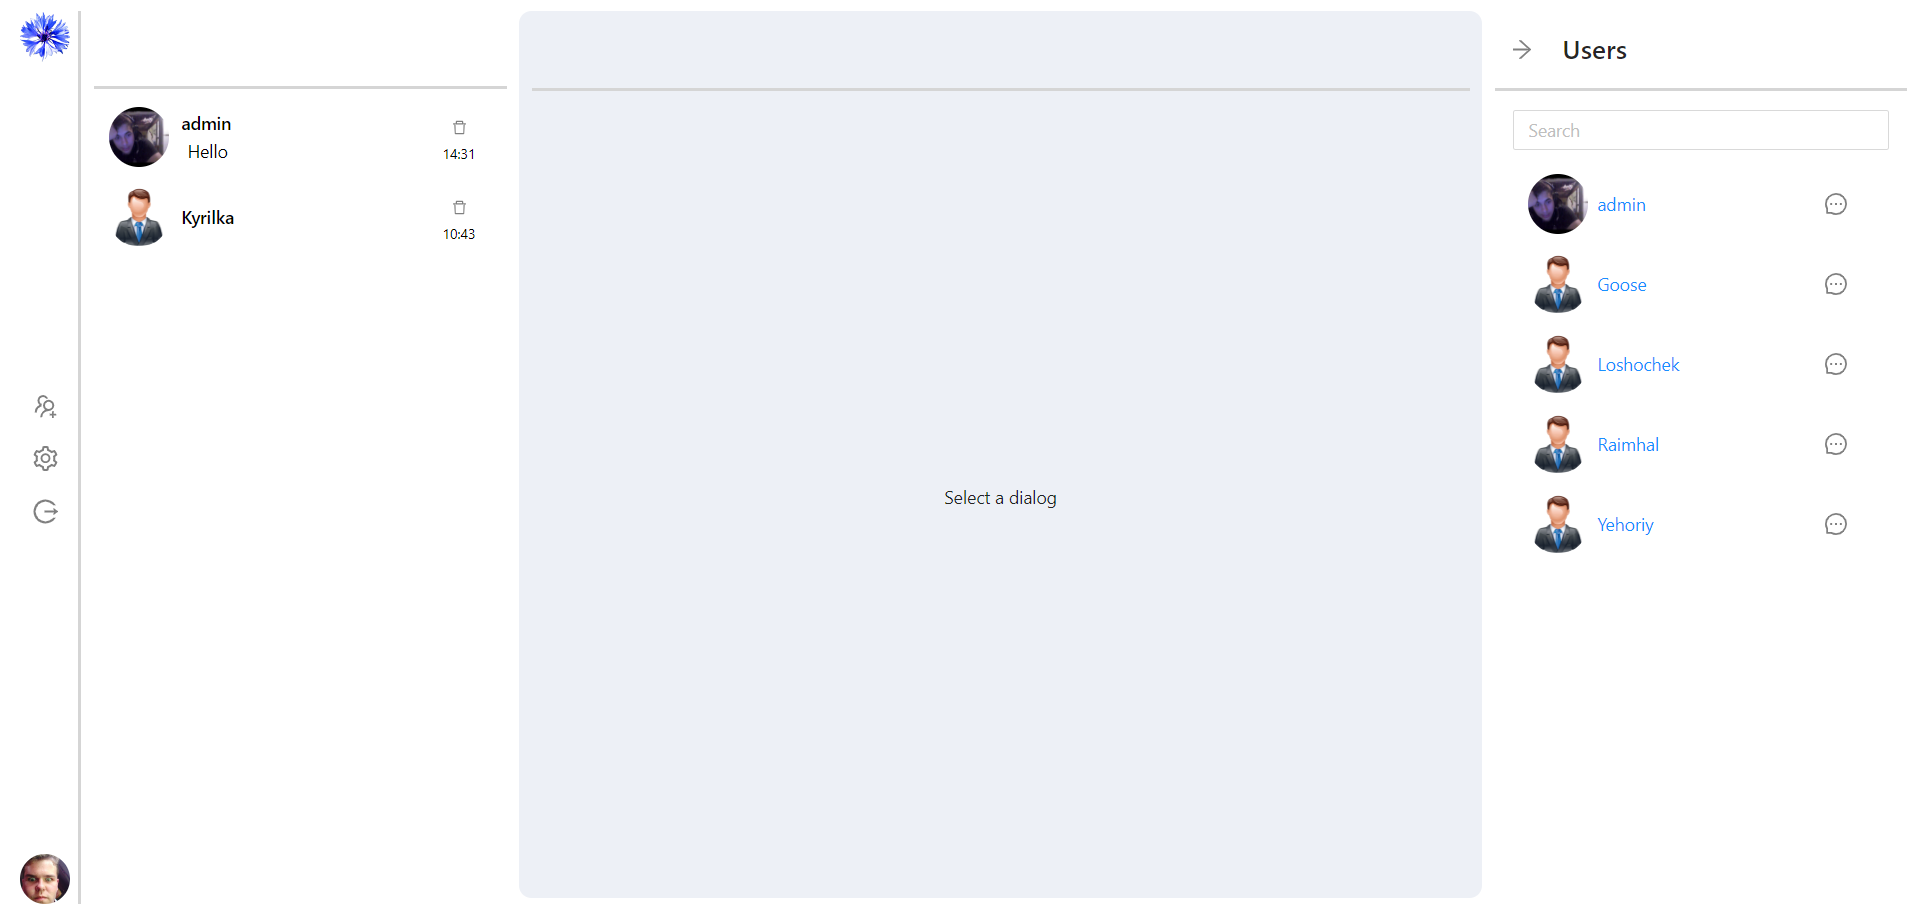 admin
Hello
14:31
Kyrilka
10:43
Select a dialog
Users
Search
admin
Goose
Loshochek
Raimhal
Yehoriy